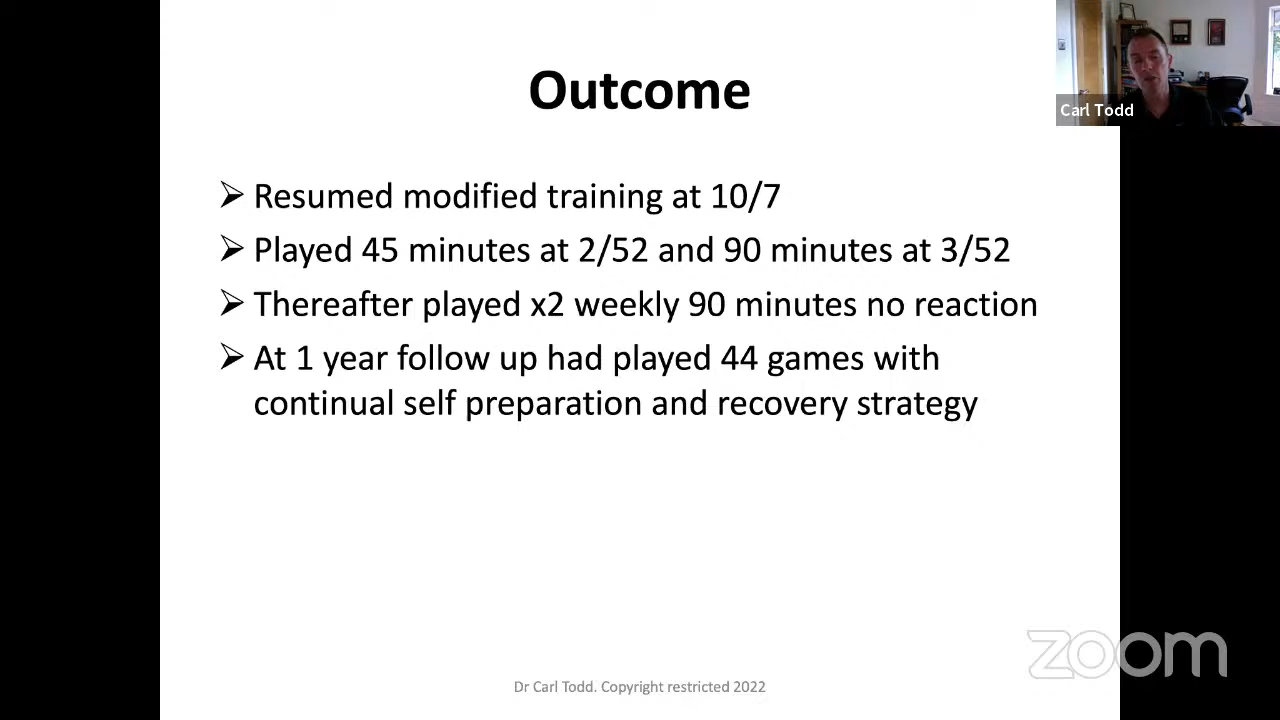 Outcome
Carl Todd
Resumed modified training at 10/7
Played 45 minutes at 2/52 and 90 minutes at 3/52
Thereafter played x2 weekly 90 minutes no reaction
At 1 year follow up had played 44 games with
continual self preparation and recovery strategy
zoom
Dr Carl Todd. Copyright restricted 2022